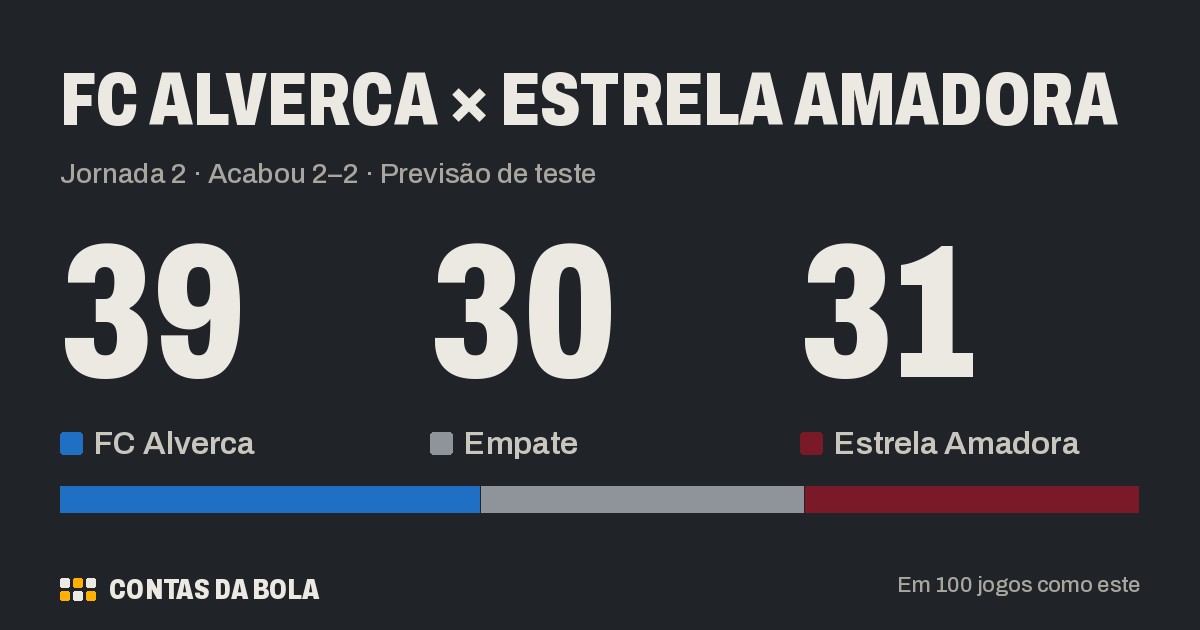 FC ALVERCA × ESTRELA AMADORA
Jornada 2 · Acabou 2–2 · Previsão de teste
39 30 31
FC Alverca Empate Estrela Amadora
CONTAS DA BOLA
Em 100 jogos como este